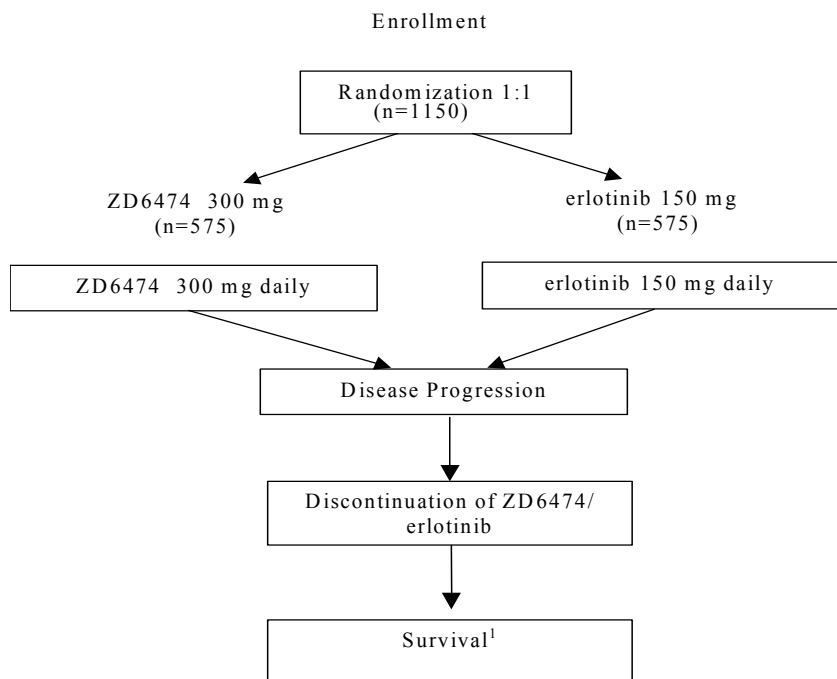 Enrollment
Randomization 1:1
(n=1150)
ZD6474 300 mg
(n=575)
erlotinib 150 mg
(n=575)
ZD6474 300 mg daily
erlotinib 150 mg daily
Disease Progression
Discontinuation of ZD6474/
erlotinib
Survival¹